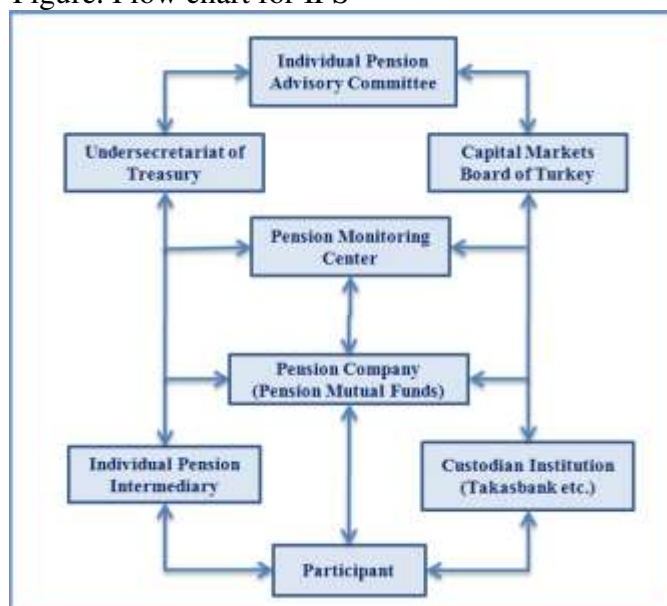 Figure. Flow chart for IPS
Individual Pension
Advisory Committee
Undersecretariat of
Treasury
Capital Markets
Board of Turkey
Pension Monitoring
Center
Pension Company
(Pension Mutual Funds)
Individual Pension
Intermediary
Custodian Institution
(Takasbank etc.)
Participant